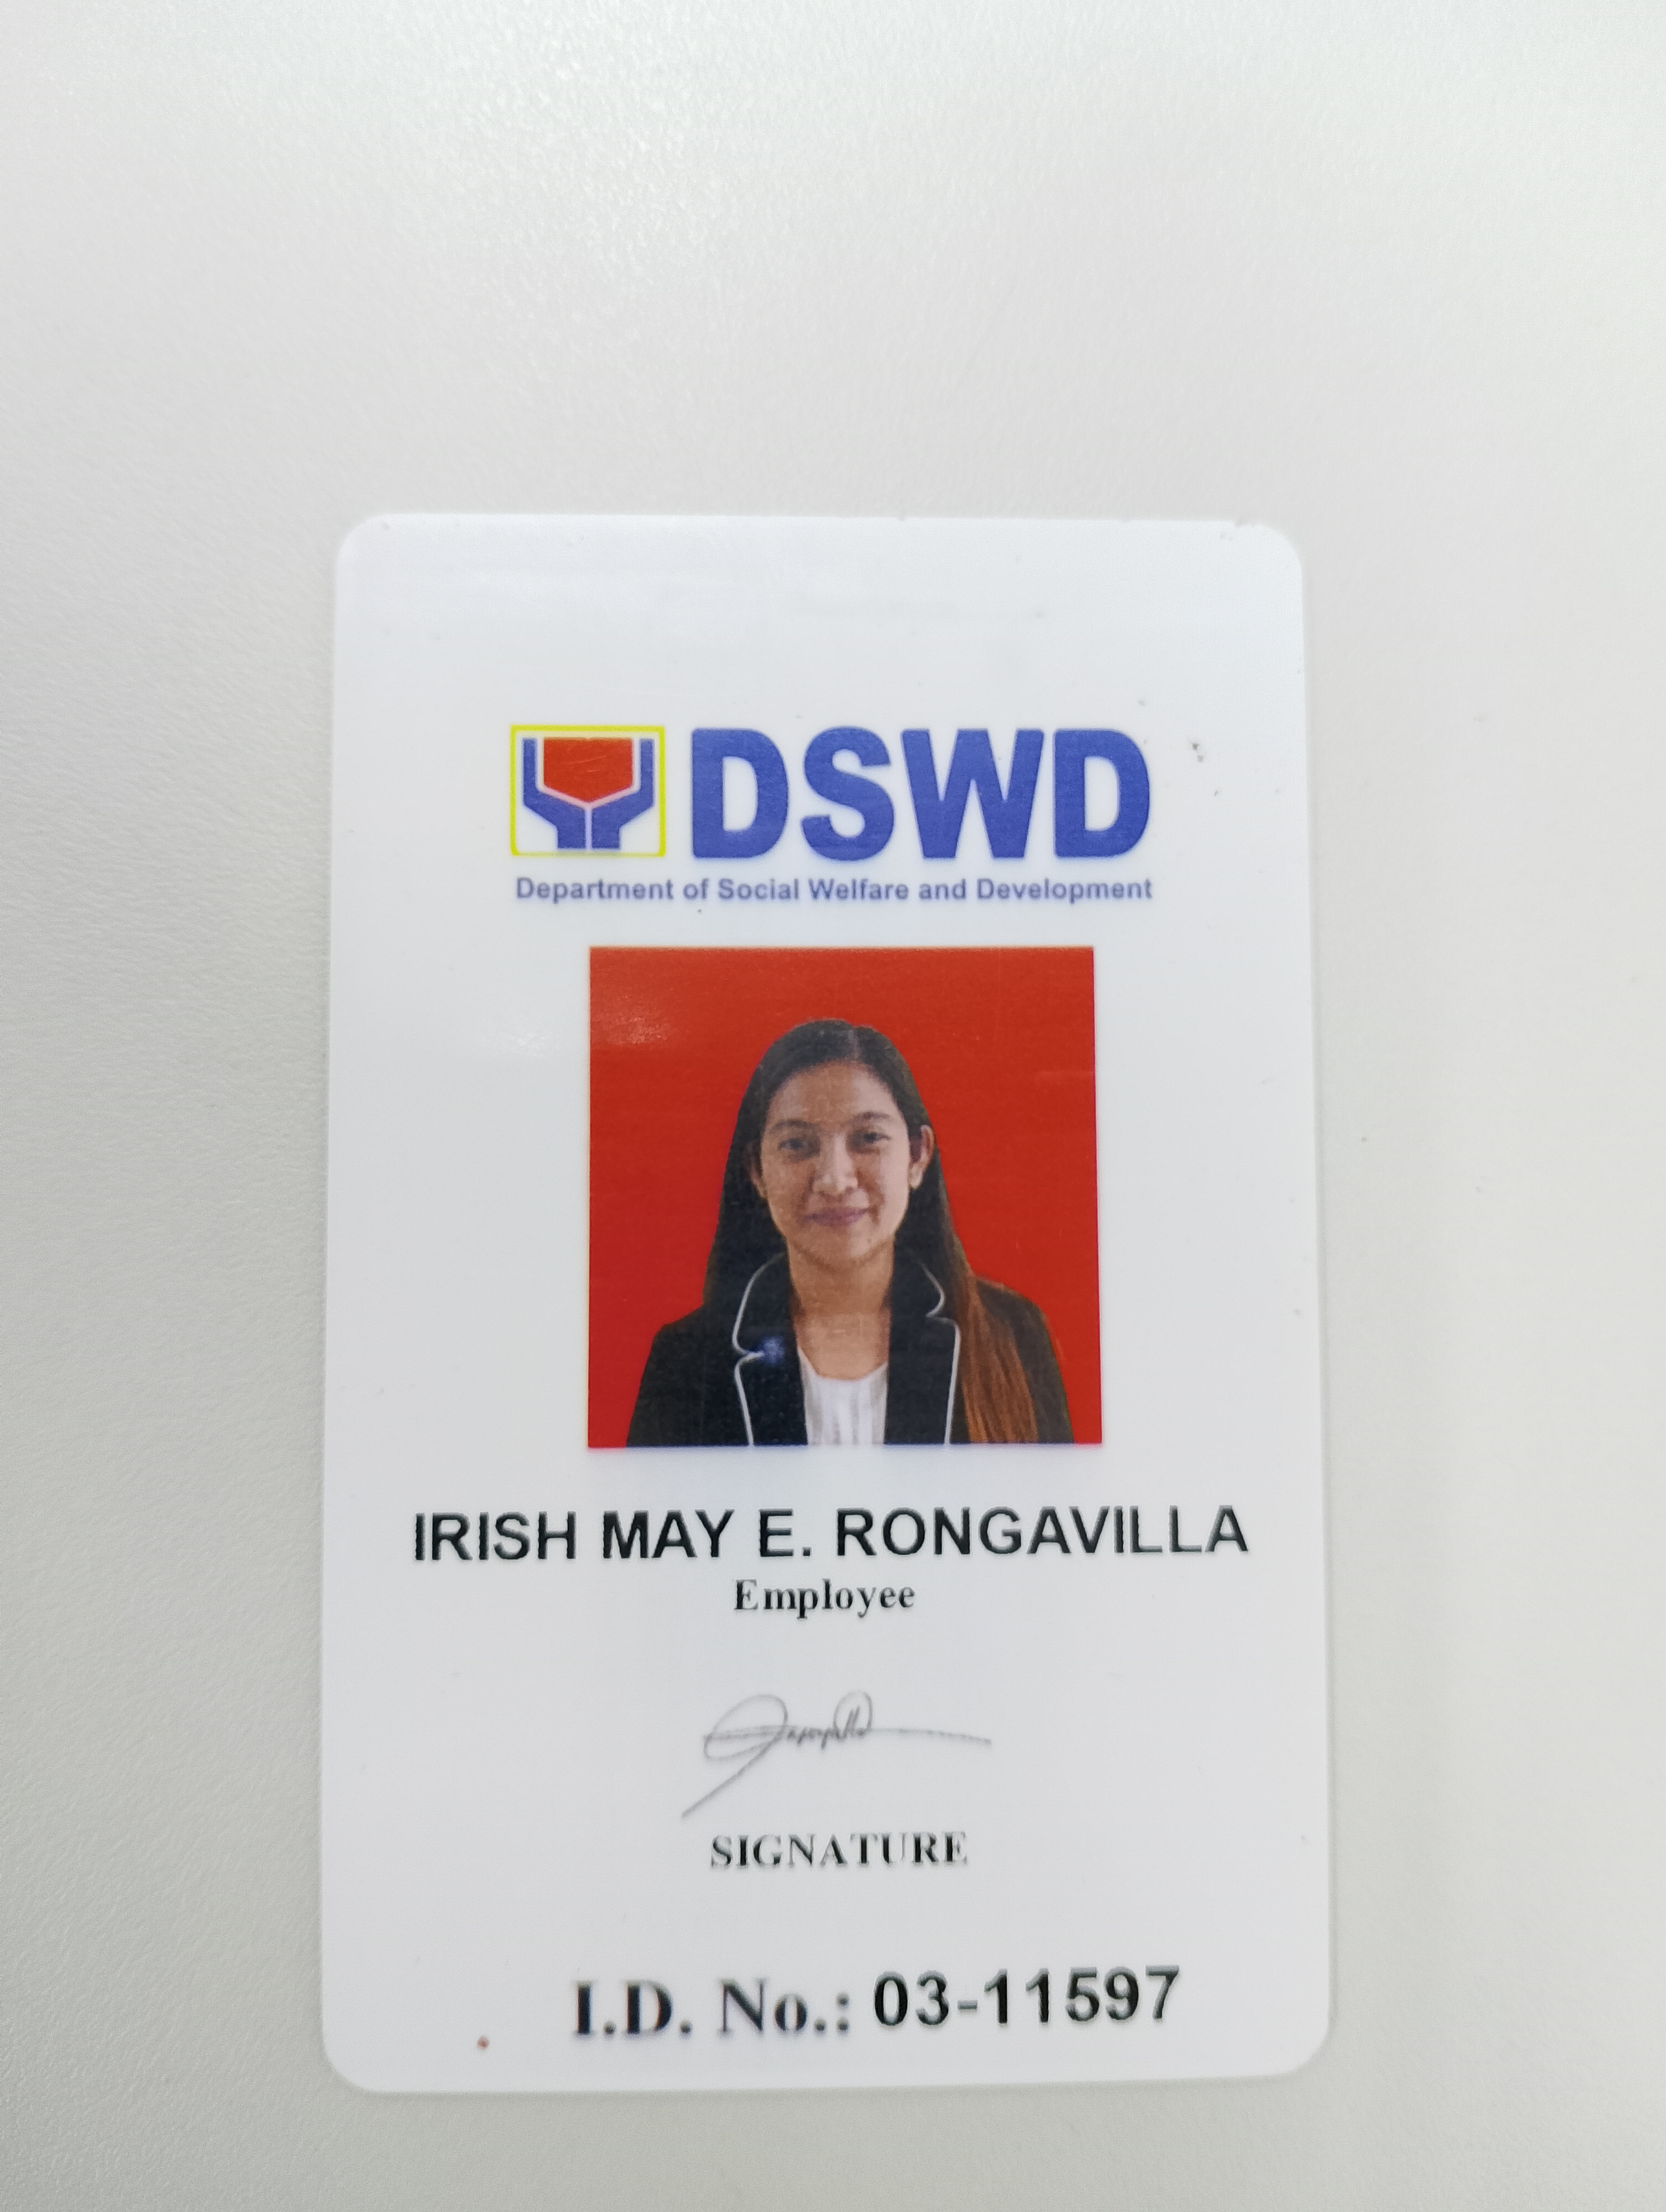 DSWD
Department of Social Welfare and Development
IRISH MAY E. RONGAVILLA
Employee
SIGNATURE
I.D. No.: 03-11597